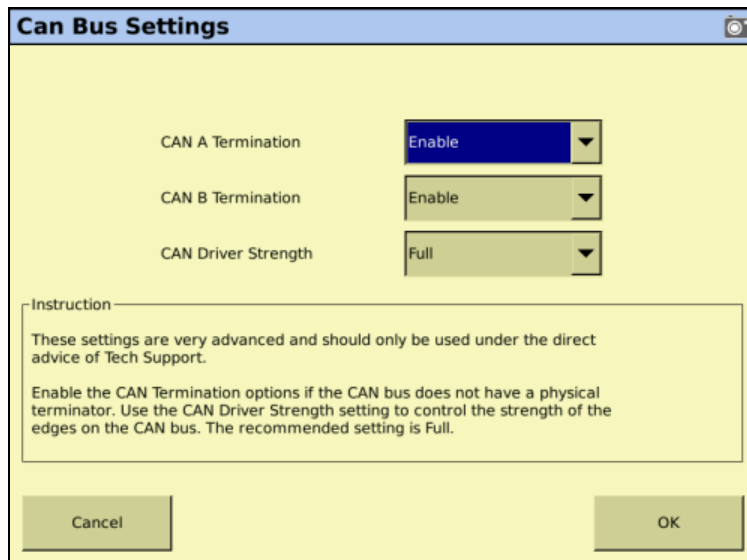 Can Bus Settings
CAN A Termination
Enable
CAN B Termination
Enable
CAN Driver Strength
Full
Instruction
These settings are very advanced and should only be used under the direct
advice of Tech Support.
Enable the CAN Termination options if the CAN bus does not have a physical
terminator. Use the CAN Driver Strength setting to control the strength of the
edges on the CAN bus. The recommended setting is Full.
Cancel
OK